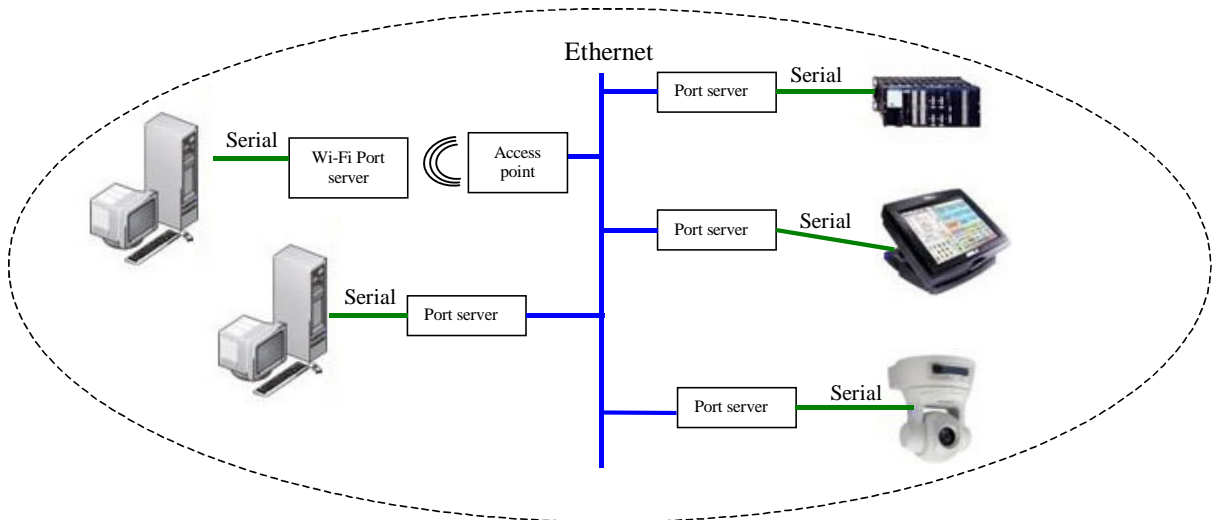 Ethernet
Serial
Port server
Serial
Wi-Fi Port
server
Access
point
Port server
Serial
Serial
Port server
Port server
Serial